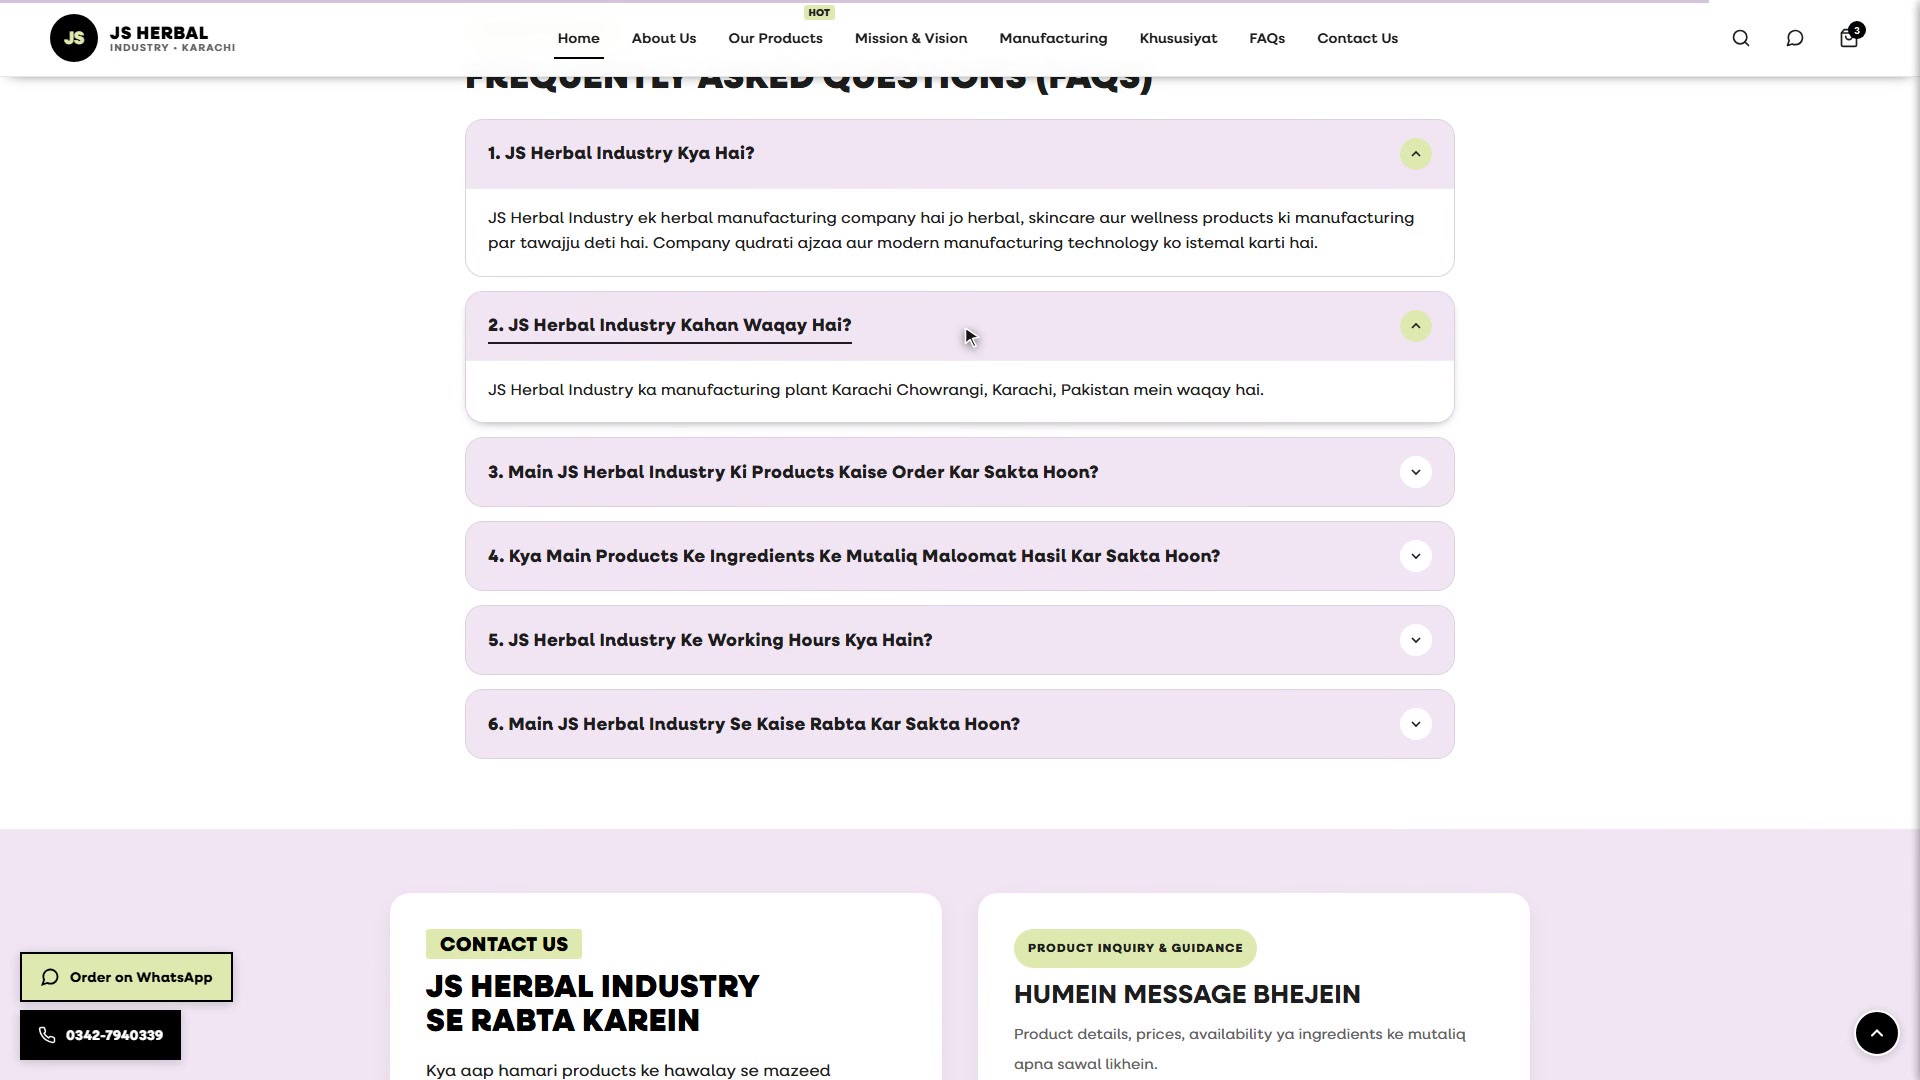 HOT
JS
JS HERBAL
INDUSTRY • KARACHI
Home
About Us
Our Products
Mission & Vision
Manufacturing
Khususiyat
FAQs
Contact Us
3
FREQUENTLY ASKED QUESTIONS (FAQS)
1. JS Herbal Industry Kya Hai?
JS Herbal Industry ek herbal manufacturing company hai jo herbal, skincare aur wellness products ki manufacturing
par tawajju deti hai. Company qudrati ajzaa aur modern manufacturing technology ko istemal karti hai.
2. JS Herbal Industry Kahan Waqay Hai?
JS Herbal Industry ka manufacturing plant Karachi Chowrangi, Karachi, Pakistan mein waqay hai.
3. Main JS Herbal Industry Ki Products Kaise Order Kar Sakta Hoon?
4. Kya Main Products Ke Ingredients Ke Mutaliq Maloomat Hasil Kar Sakta Hoon?
5. JS Herbal Industry Ke Working Hours Kya Hain?
6. Main JS Herbal Industry Se Kaise Rabta Kar Sakta Hoon?
CONTACT US
JS HERBAL INDUSTRY
SE RABTA KAREIN
Kya aap hamari products ke hawalay se mazeed
PRODUCT INQUIRY & GUIDANCE
HUMEIN MESSAGE BHEJEIN
Product details, prices, availability ya ingredients ke mutaliq
apna sawal likhein.
Order on WhatsApp
0342-7940339